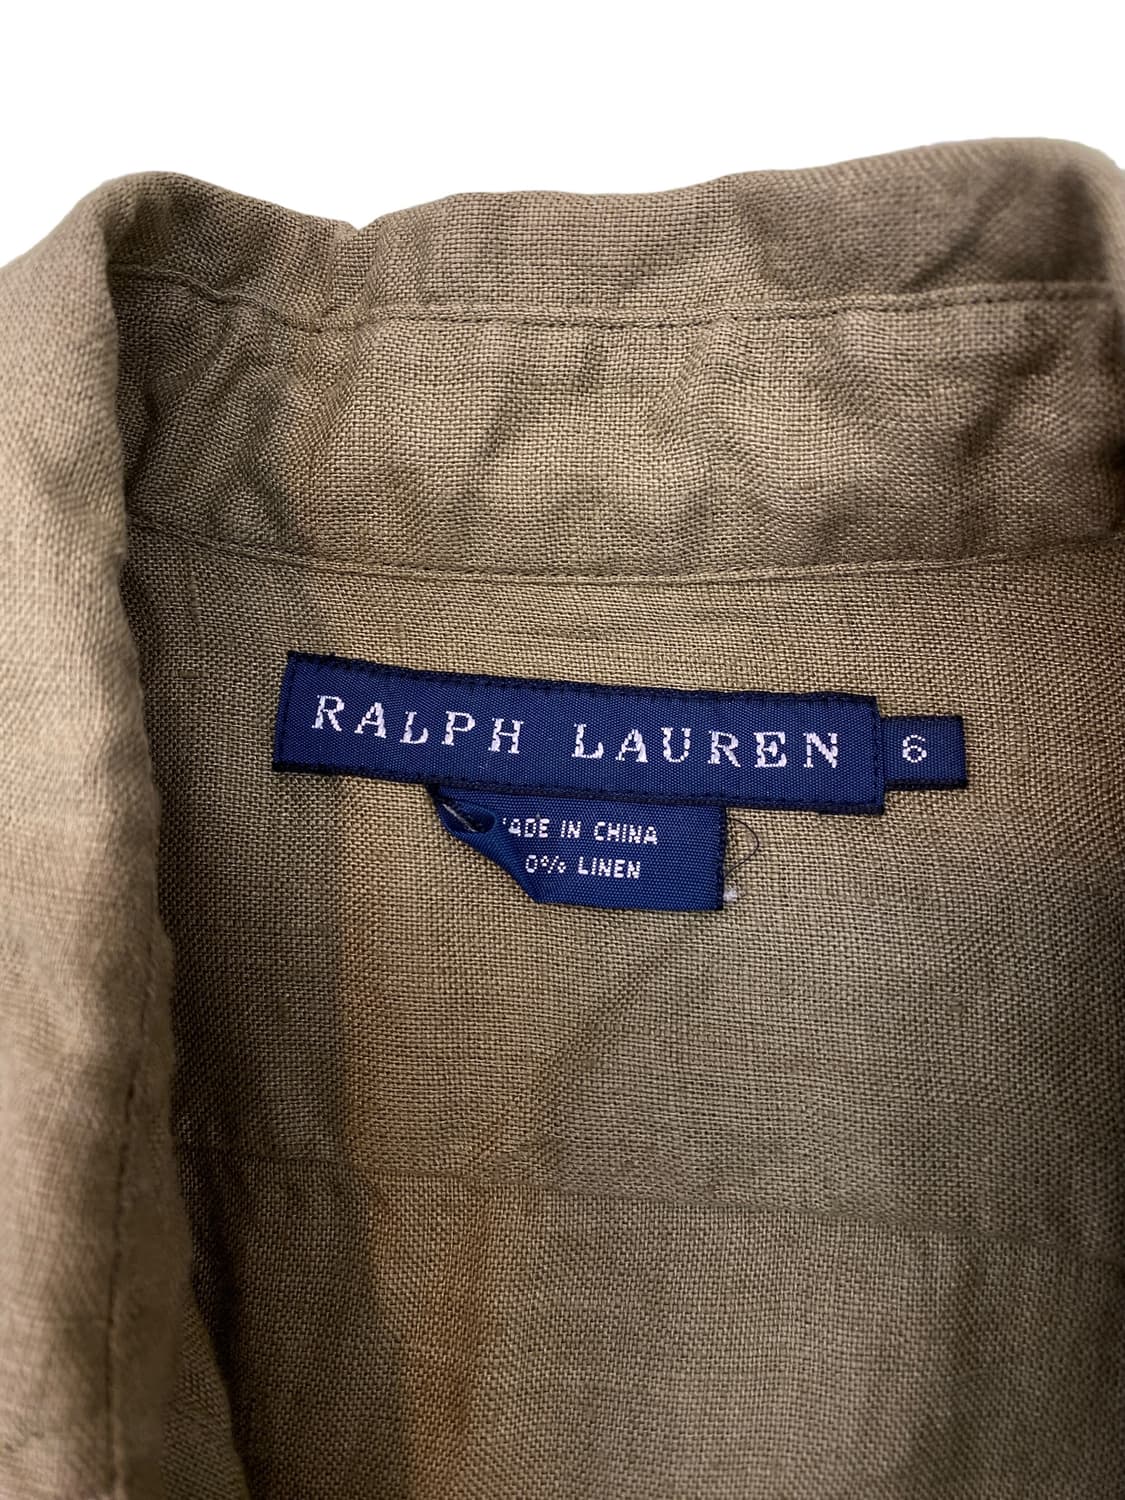 RALPH LAUREN
6
ADE IN CHINA
0% LINEN